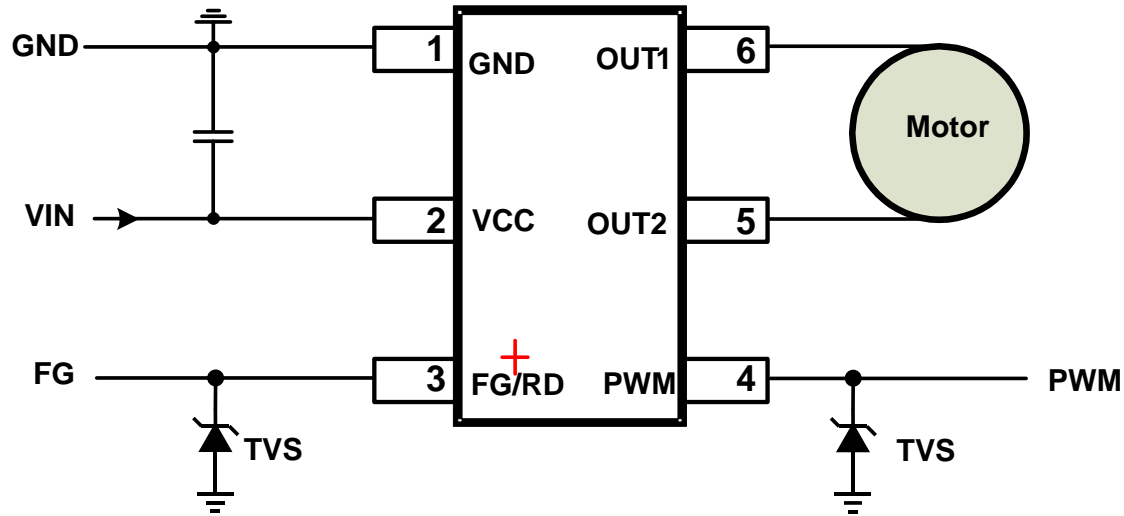 GND
1
GND
OUT1
6
Motor
VIN
2
VCC
OUT2
5
FG
3
FG/RD
PWM
4
PWM
TVS
TVS